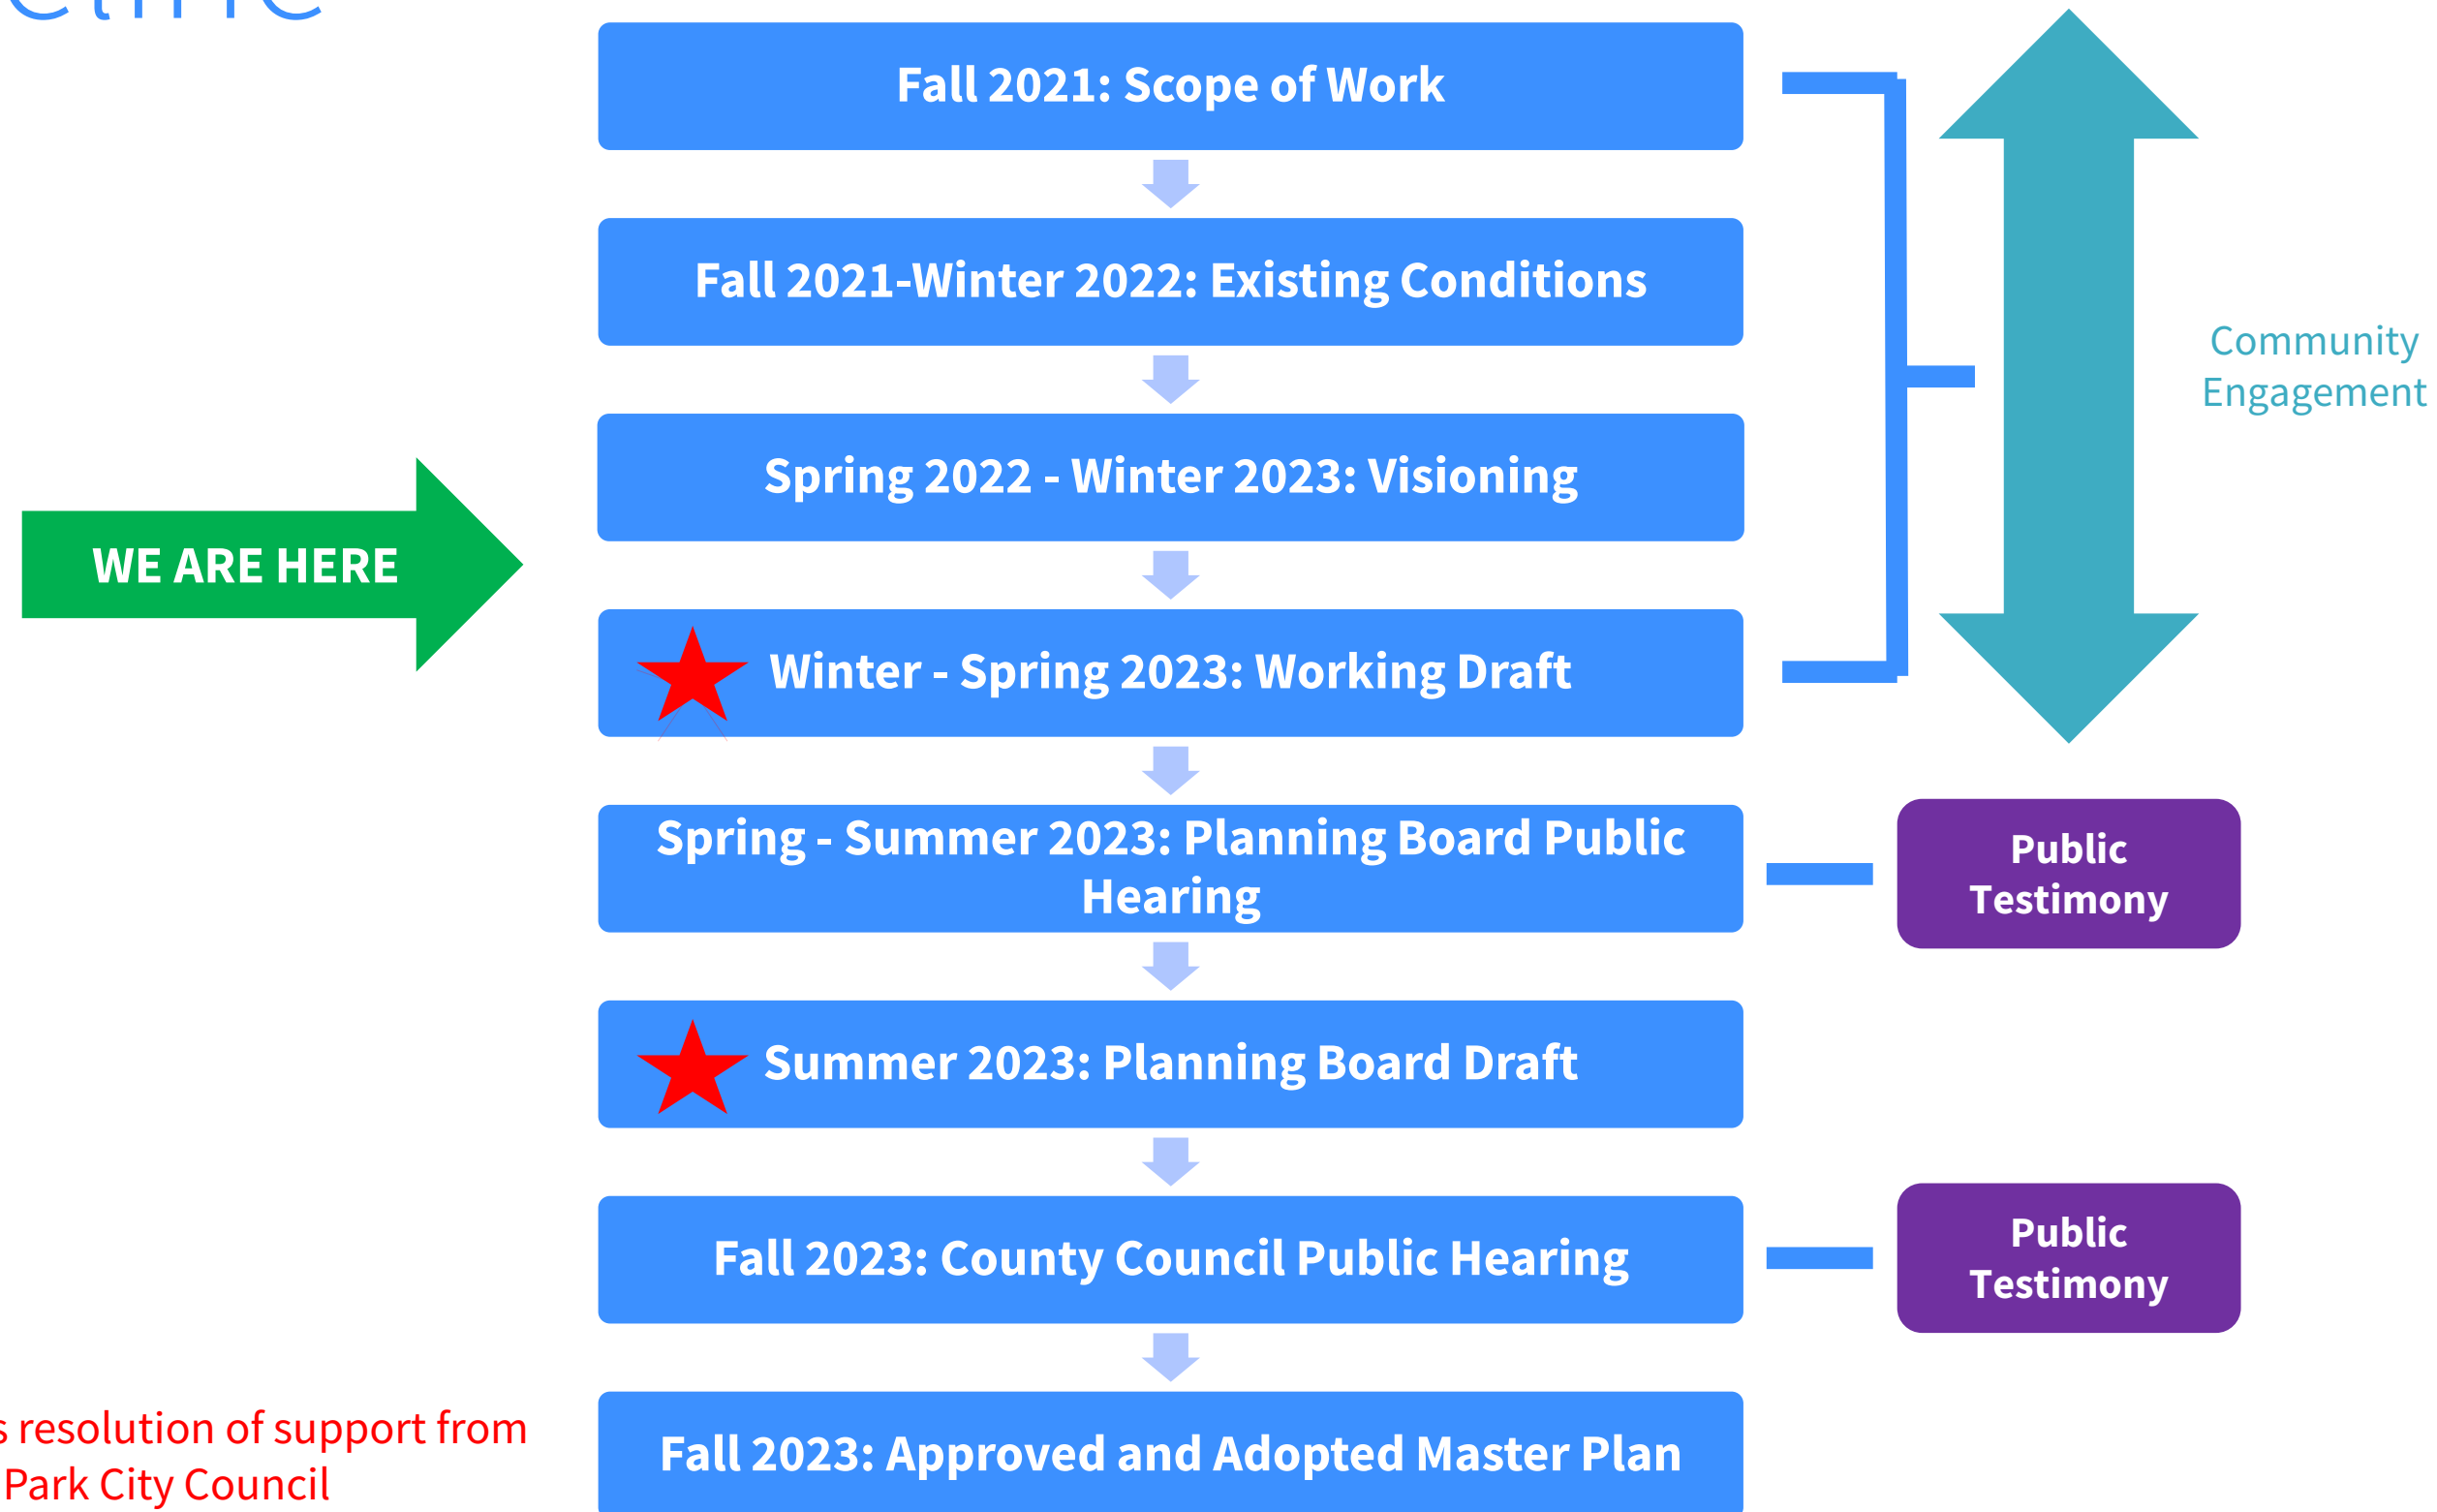 Fall 2021: Scope of Work
Fall 2021-Winter 2022: Existing Conditions
Community
Engagement
Spring 2022 - Winter 2023: Visioning
WE ARE HERE
Winter - Spring 2023: Working Draft
Spring - Summer 2023: Planning Board Public
Hearing
Public
Testimony
Summer 2023: Planning Board Draft
Fall 2023: County Council Public Hearing
Public
Testimony
resolution of support from
Park City Council
Fall 2023: Approved and Adopted Master Plan